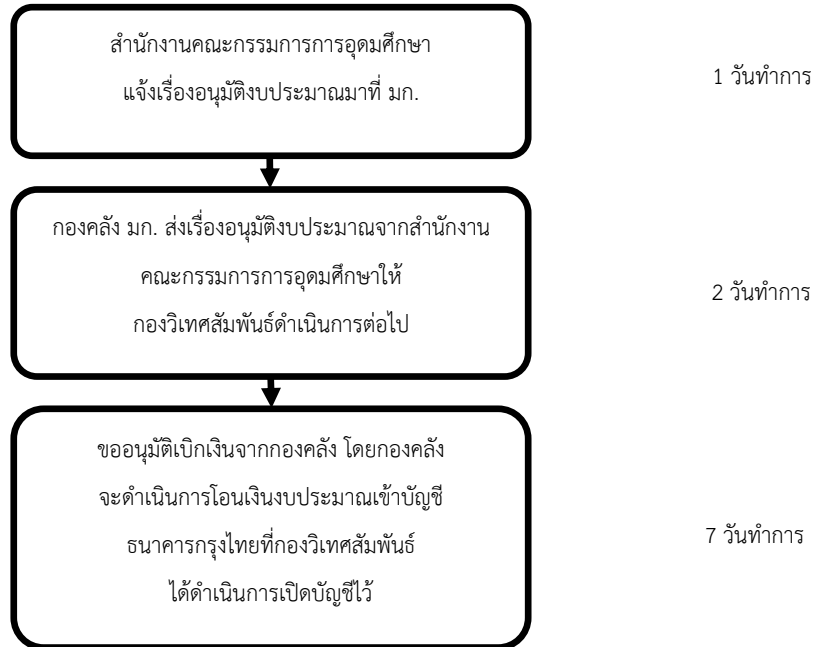 สำนักงานคณะกรรมการการอุดมศึกษา
แจ้งเรื่องอนุมัติงบประมาณมาที่ มก.
1 วันทำการ
กองคลัง มก. ส่งเรื่องอนุมัติงบประมาณจากสำนักงาน
คณะกรรมการการอุดมศึกษาให้
กองวิเทศสัมพันธ์ดำเนินการต่อไป
2 วันทำการ
ขออนุมัติเบิกเงินจากกองคลัง โดยกองคลัง
จะดำเนินการโอนเงินงบประมาณเข้าบัญชี
ธนาคารกรุงไทยที่กองวิเทศสัมพันธ์
ได้ดำเนินการเปิดบัญชีไว้
7 วันทำการ